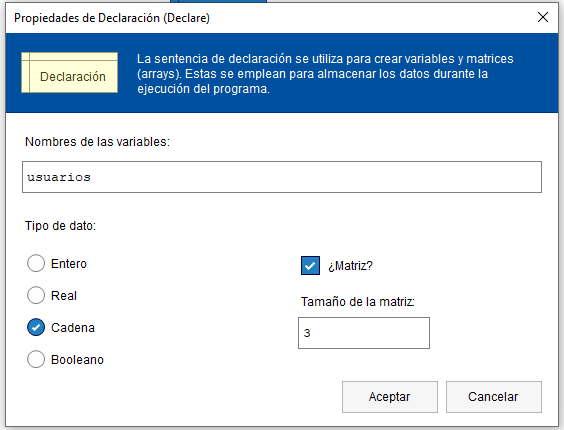 Propiedades de Declaración (Declare)
Declaración
La sentencia de declaración se utiliza para crear variables y matrices
(arrays). Estas se emplean para almacenar los datos durante la
ejecución del programa.
Nombres de las variables:
usuarios
Tipo de dato:
Entero
¿Matriz?
Real
Tamaño de la matriz:
Cadena
3
Booleano
Aceptar
Cancelar